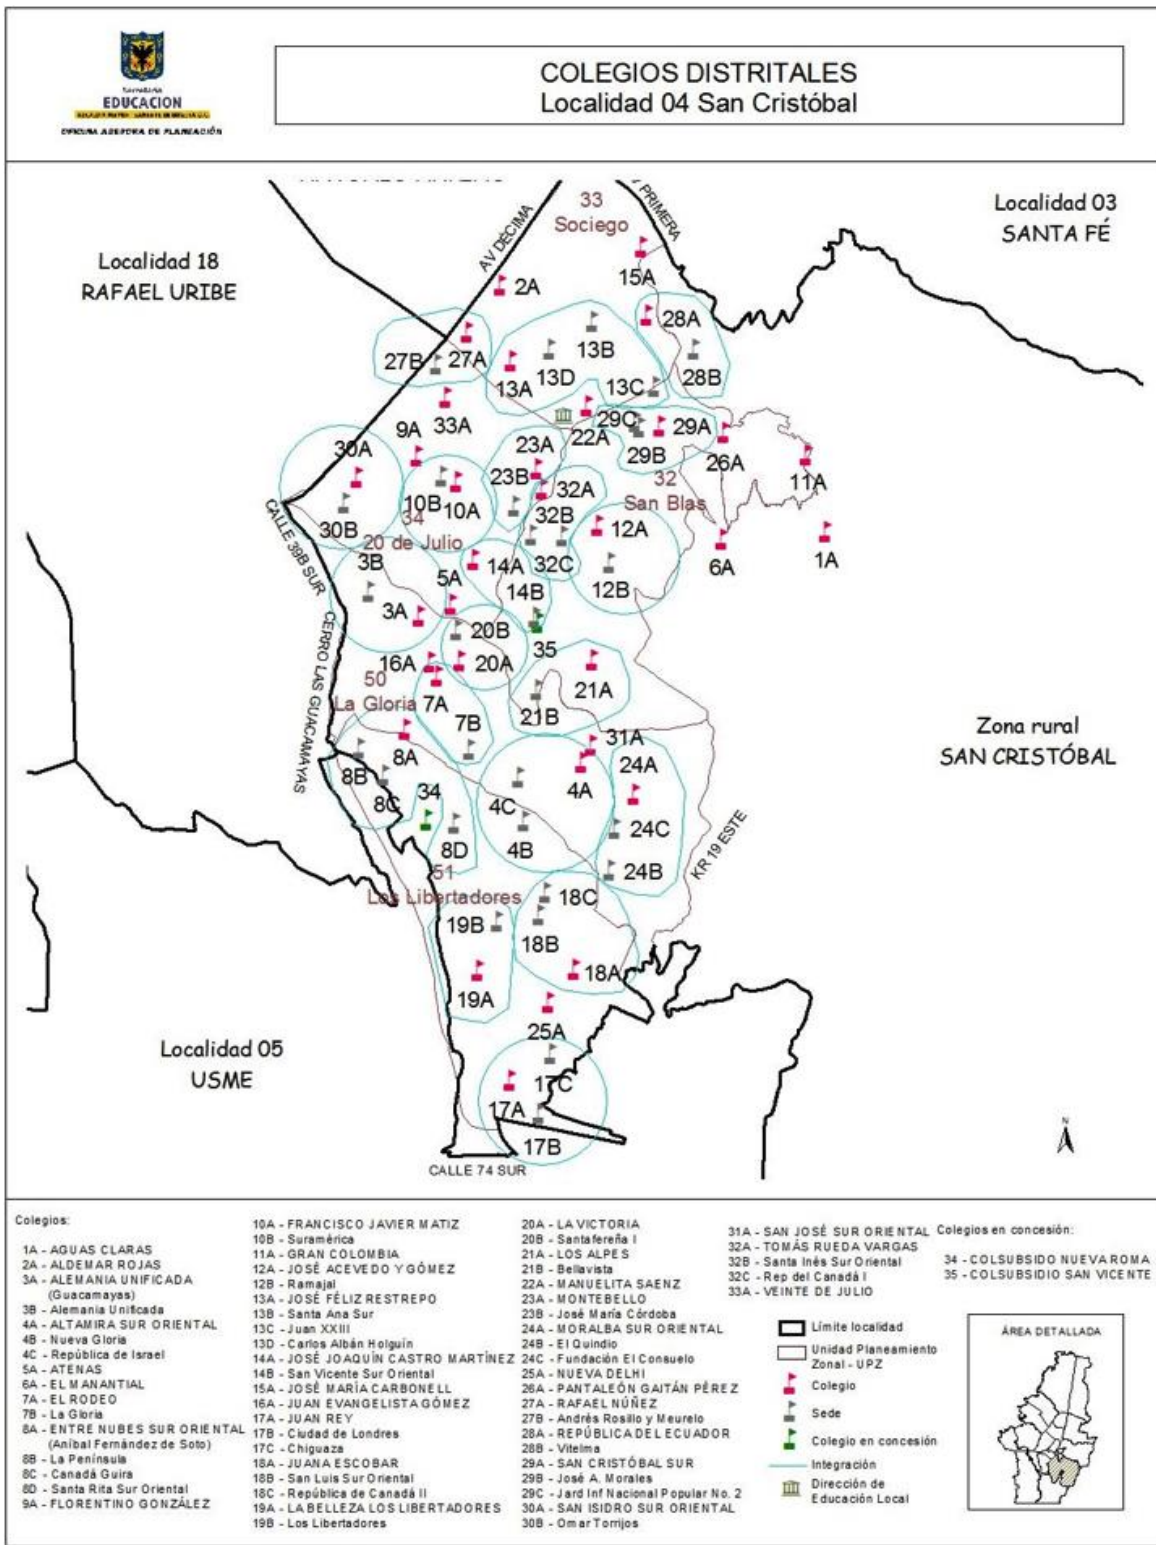 Secretaría
EDUCACION
OFICINA ASESORA DE PLANEACIÓN
COLEGIOS DISTRITALES
Localidad 04 San Cristóbal
Localidad 03
SANTA FÉ
Localidad 18
RAFAEL URIBE
AV DECIMA
PRIMERA
33
Sociego
15A
2A
28A
27B
27A
13B
13D
13A
13C
28B
33A
22A
29C
29A
29B
26A
11A
9A
30A
23A
23B
32A
32
San Blas
10B
10A
30B
34
20 de Julio
32B
32C
12A
12B
6A
1A
CALLE 39B SUR
3B
3A
5A
14A
14B
20B
20A
35
CERRO LAS GUACAMAYAS
16A
50
La Gloria
7A
7B
21A
21B
Zona rural
SAN CRISTÓBAL
8A
8B
8C
34
8D
31A
4A
4C
4B
24A
24C
24B
KR 19 ESTE
51
Los Libertadores
18C
18B
18A
19B
19A
25A
Localidad 05
USME
17C
17A
17B
CALLE 74 SUR
N
Colegios:
1A - AGUAS CLARAS
2A - ALDEMAR ROJAS
3A - ALEMANIA UNIFICADA
(Guacamayas)
3B - Alemania Unificada
4A - ALTAMIRA SUR ORIENTAL
4B - Nueva Gloria
4C - República de Israel
5A - ATENAS
6A - EL MANANTIAL
7A - EL RODEO
7B - La Gloria
8A - ENTRE NUBES SUR ORIENTAL
(Aníbal Fernández de Soto)
8B - La Península
8C - Canadá Guira
8D - Santa Rita Sur Oriental
9A - FLORENTINO GONZÁLEZ
10A - FRANCISCO JAVIER MATIZ
10B - Suramérica
11A - GRAN COLOMBIA
12A - JOSÉ ACEVEDO Y GÓMEZ
12B - Ramajal
13A - JOSÉ FÉLIZ RESTREPO
13B - Santa Ana Sur
13C - Juan XXIII
13D - Carlos Albán Holguín
14A - JOSÉ JOAQUÍN CASTRO MARTÍNEZ
14B - San Vicente Sur Oriental
15A - JOSÉ MARÍA CARBONELL
16A - JUAN EVANGELISTA GÓMEZ
17A - JUAN REY
17B - Ciudad de Londres
17C - Chiguaza
18A - JUANA ESCOBAR
18B - San Luis Sur Oriental
18C - República de Canadá II
19A - LA BELLEZA LOS LIBERTADORES
19B - Los Libertadores
20A - LA VICTORIA
20B - Santafereña I
21A - LOS ALPES
21B - Bellavista
22A - MANUELITA SAENZ
23A - MONTEBELLO
23B - José María Córdoba
24A - MORALBA SUR ORIENTAL
24B - El Quindio
24C - Fundación El Consuelo
25A - NUEVA DELHI
26A - PANTALEÓN GAITÁN PÉREZ
27A - RAFAEL NÚÑEZ
27B - Andrés Rosillo y Meurelo
28A - REPÚBLICA DEL ECUADOR
28B - Vitelma
29A - SAN CRISTÓBAL SUR
29B - José A. Morales
29C - Jard Inf Nacional Popular No. 2
30A - SAN ISIDRO SUR ORIENTAL
30B - Omar Torrijos
31A - SAN JOSÉ SUR ORIENTAL
32A - TOMÁS RUEDA VARGAS
32B - Santa Inés Sur Oriental
32C - Rep del Canadá I
33A - VEINTE DE JULIO
Colegios en concesión:
34 - COLSUBSIDO NUEVA ROMA
35 - COLSUBSIDIO SAN VICENTE
Límite localidad
Unidad Planeamiento
Zonal - UPZ
Colegio
Sede
Colegio en concesión
Integración
Dirección de
Educación Local
ÁREA DETALLADA